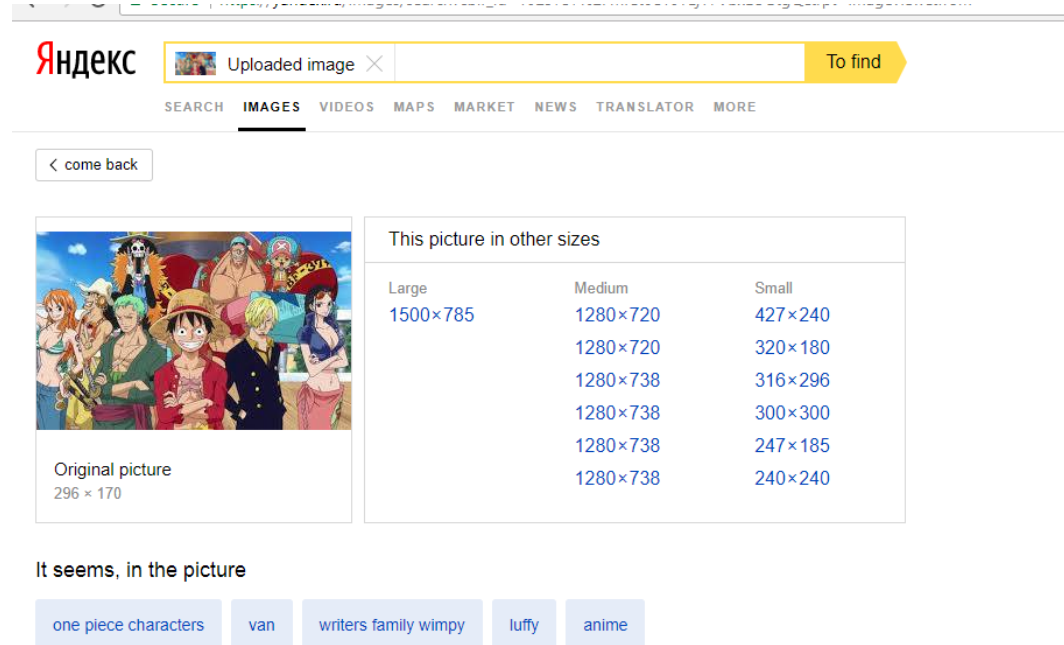 Яндекс
Uploaded image
To find
SEARCH IMAGES VIDEOS MAPS MARKET NEWS TRANSLATOR MORE
come back
This picture in other sizes
Large Medium Small
1500×785 1280×720 427×240
1280×720 320×180
1280×738 316×296
1280×738 300×300
1280×738 247×185
1280×738 240×240
Original picture
296 × 170
It seems, in the picture
one piece characters van writers family wimpy luffy anime